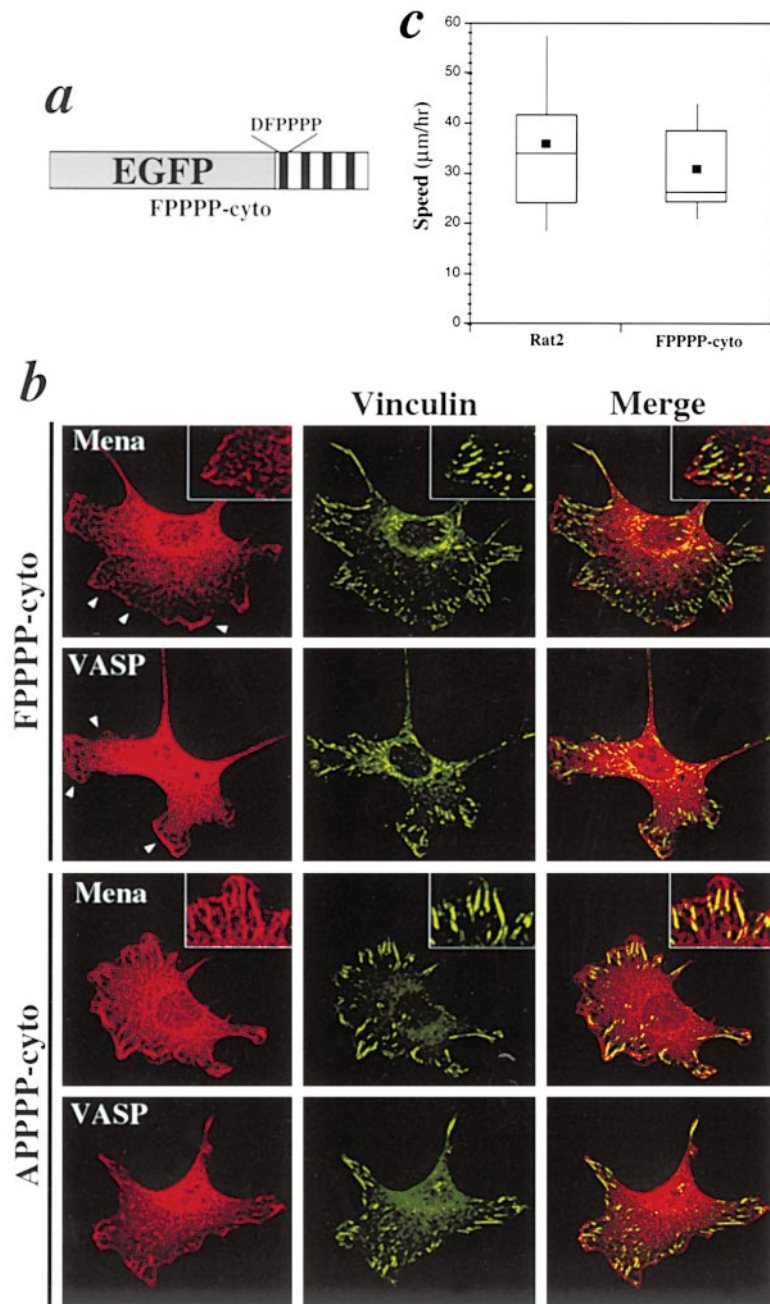 a
DFPPPP
EGFP
FPPPP-cyto
c
Speed (µm/hr)
60
50
40
30
20
10
0
Rat2
FPPPP-cyto
b
Vinculin
Merge
FPPPP-cyto
Mena
VASP
APPPP-cyto
Mena
VASP